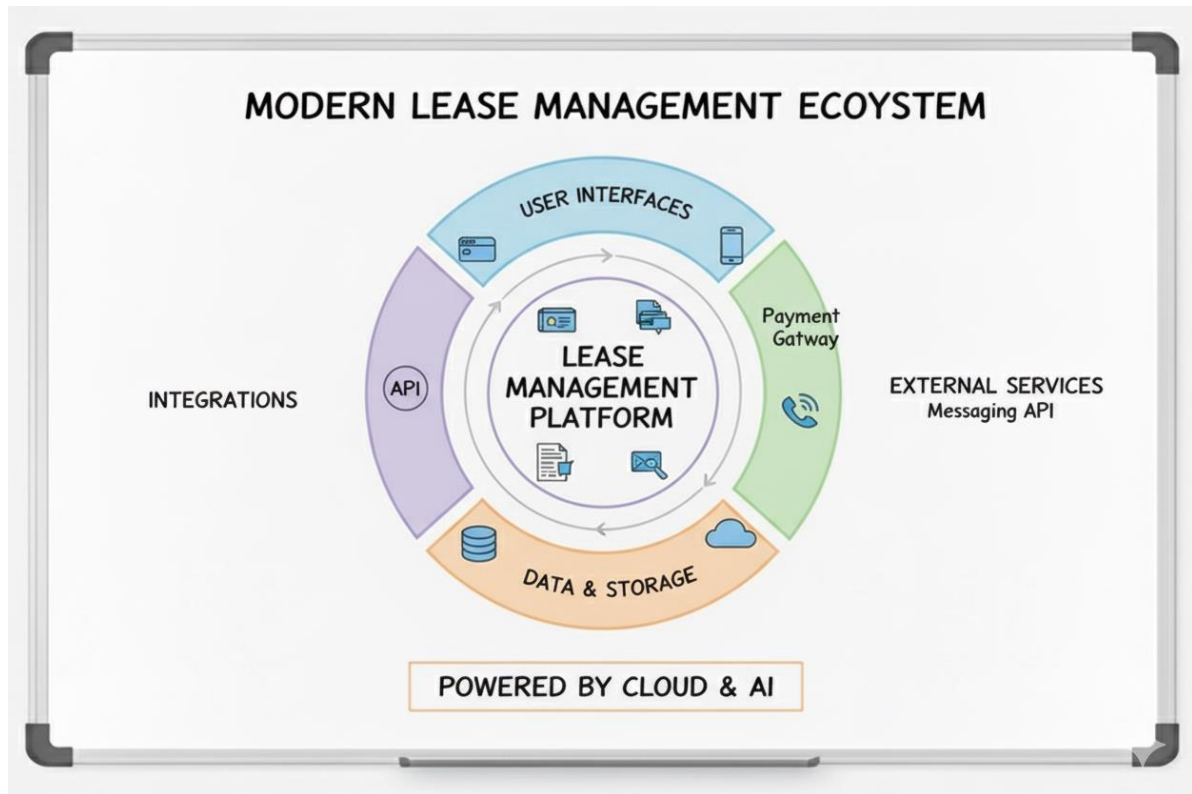 MODERN LEASE MANAGEMENT ECOYSTEM
USER INTERFACES
Payment
Gatway
LEASE
MANAGEMENT
PLATFORM
API
INTEGRATIONS
EXTERNAL SERVICES
Messaging API
DATA & STORAGE
POWERED BY CLOUD & AI